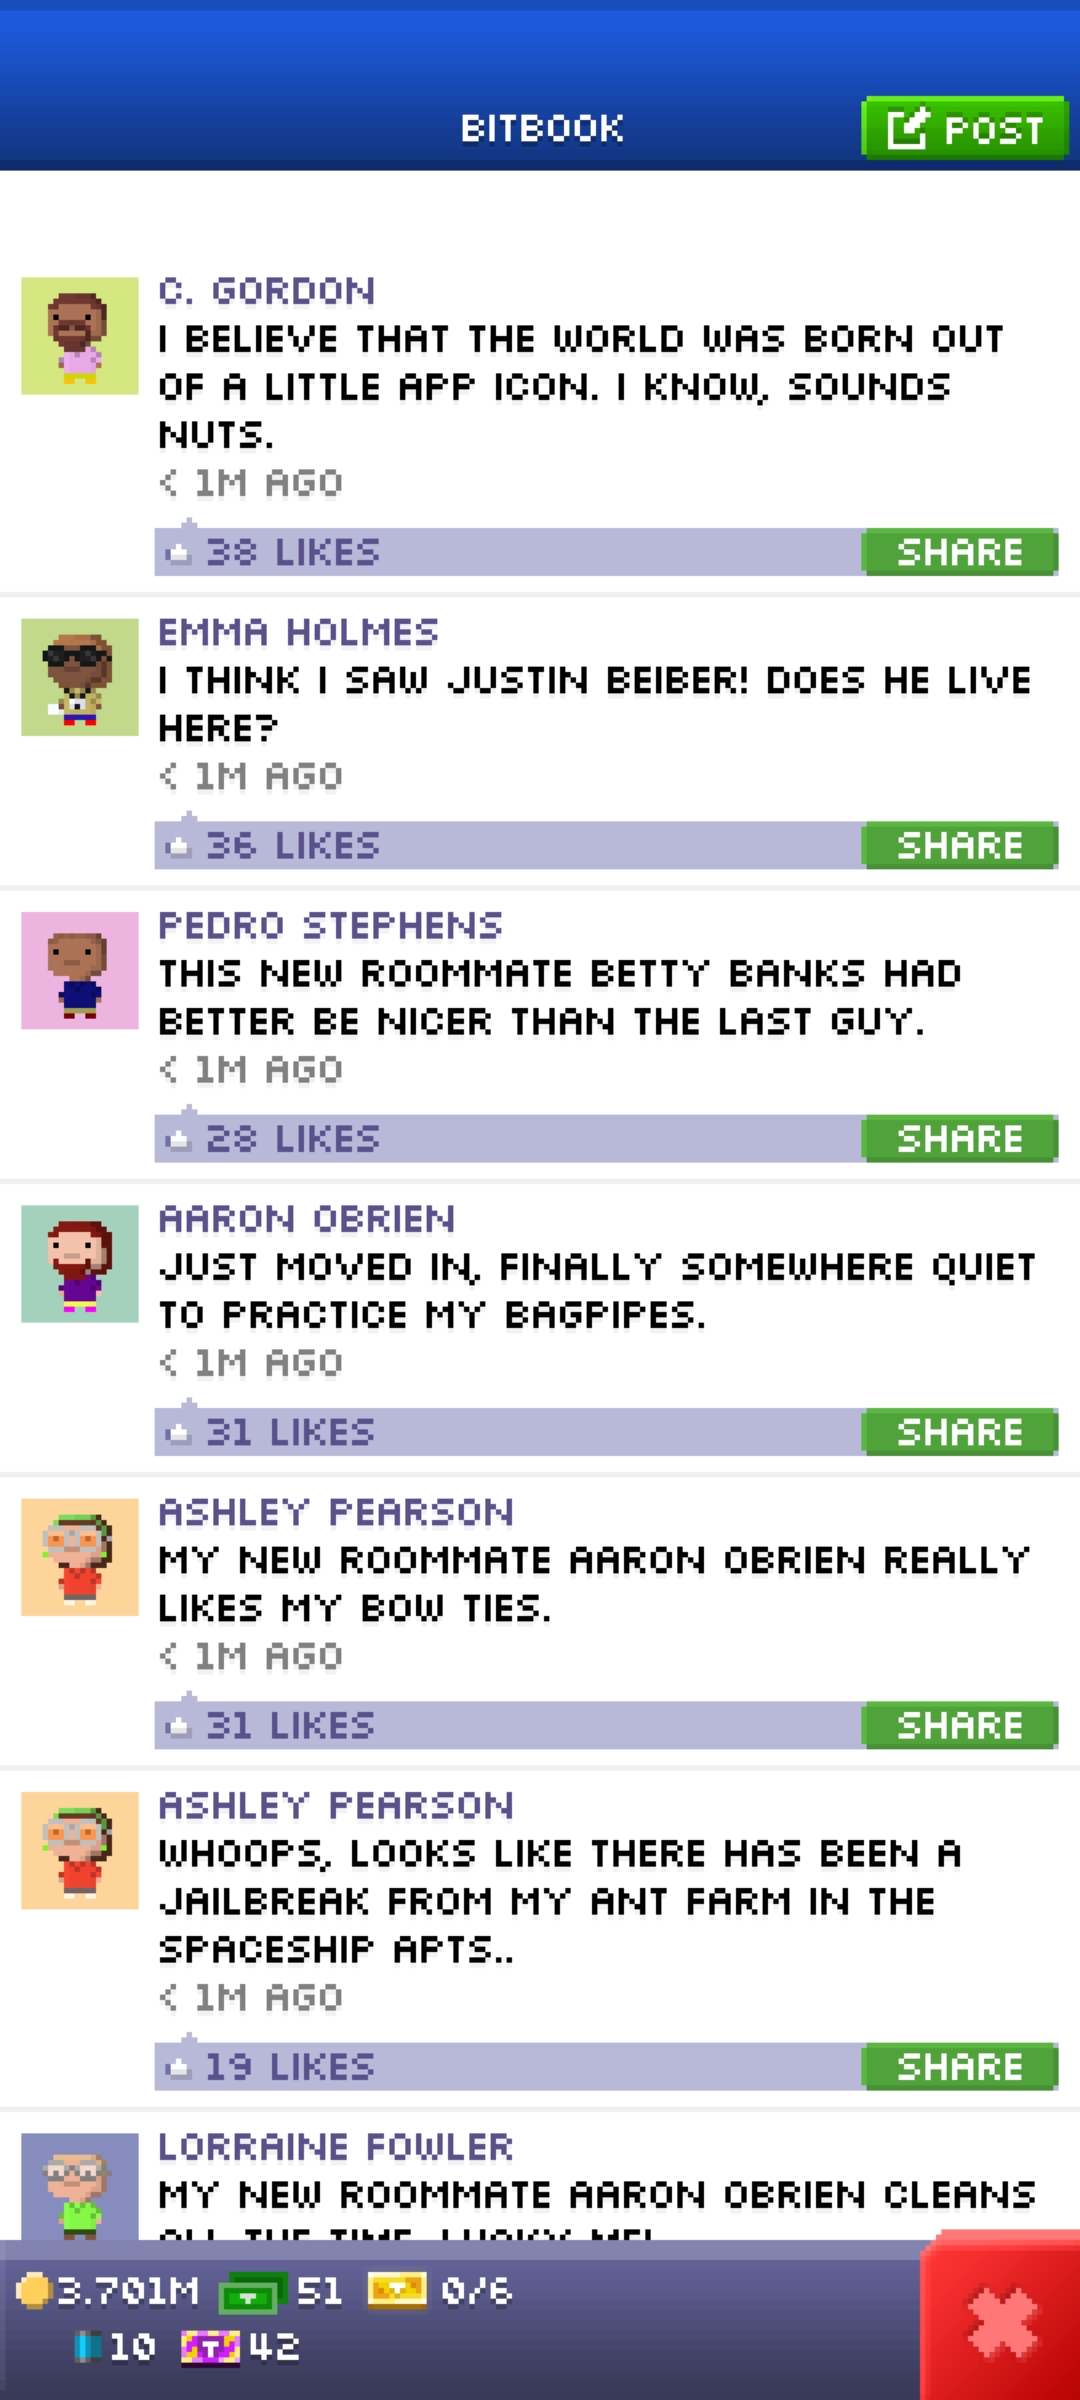 BITBOOK
POST
C. GORDON
I BELIEVE THAT THE WORLD WAS BORN OUT
OF A LITTLE APP ICON. I KNOW, SOUNDS
NUTS.
< 1M AGO
38 LIKES
SHARE
EMMA HOLMES
I THINK I SAW JUSTIN BEIBER! DOES HE LIVE
HERE?
< 1M AGO
36 LIKES
SHARE
PEDRO STEPHENS
THIS NEW ROOMMATE BETTY BANKS HAD
BETTER BE NICER THAN THE LAST GUY.
< 1M AGO
28 LIKES
SHARE
AARON OBRIEN
JUST MOVED IN, FINALLY SOMEWHERE QUIET
TO PRACTICE MY BAGPIPES.
< 1M AGO
31 LIKES
SHARE
ASHLEY PEARSON
MY NEW ROOMMATE AARON OBRIEN REALLY
LIKES MY BOW TIES.
< 1M AGO
31 LIKES
SHARE
ASHLEY PEARSON
WHOOPS, LOOKS LIKE THERE HAS BEEN A
JAILBREAK FROM MY ANT FARM IN THE
SPACESHIP APTS..
< 1M AGO
19 LIKES
SHARE
LORRAINE FOWLER
MY NEW ROOMMATE AARON OBRIEN CLEANS
ALL THE TIME. LUCKY ME!
3.701M 51 0/6
10 T 42